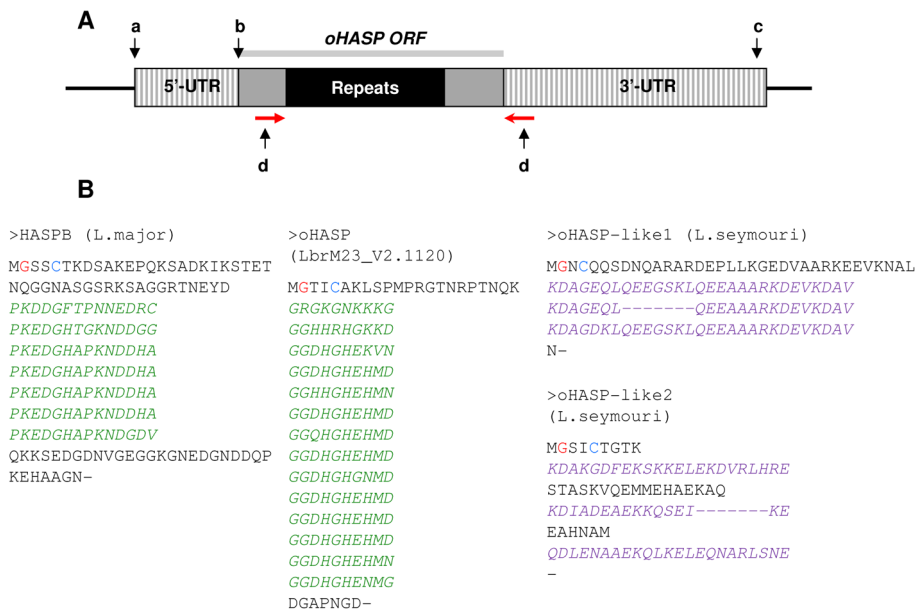 A
a
b
c
oHASP ORF
5’-UTR
Repeats
3’-UTR
d
d
B
>HASPB (L.major)
MGSSCTKDSAKEPQKSADKIKSTET
NQGGNASGSRKSAGGRTNEYD
PKDDGFTPNNEDRC
PKEDGHTGKNDDGG
PKEDGHAPKNDDHA
PKEDGHAPKNDDHA
PKEDGHAPKNDDHA
PKEDGHAPKNDDHA
PKEDGHAPKNDGDV
QKKSEDGDNVGEGGKGNEDGNDDQP
KEHAAGN–
>oHASP
(LbrM23_V2.1120)
MGTICAKLSPMPRGTNRPTNQK
GRGKGNKKKG
GGHHRHGKKD
GGDHGHEKVN
GGDHGHEHMD
GGHHGHEHMN
GGDHGHEHMD
GGQHGHEHMD
GGDHGHEHMD
GGDHGHGNMD
GGDHGHEHMD
GGDHGHEHMD
GGDHGHEHMD
GGDHGHEHMN
GGDHGHENMG
DGAPNGD–
>oHASP–like1 (L.seymouri)
MGNCQQSDNQARARDEPLLKGEDVAARKEEVKNAL
KDAGEQLQEEGSKLQEEAAARKDEVKDAV
KDAGEQL–––––––QEEAAARKDEVKDAV
KDAGDKLQEEGSKLQEEAAARKDEVKDAV
N–
>oHASP–like2
(L.seymouri)
MGSICTGTK
KDAKGDFEKSKKELEKDVRLHRE
STASKVQEMMEHAEKAQ
KDIADEAEKKQSEI–––––––KE
EAHNAM
QDLENAAEKQLKELEQNARLSNE
–